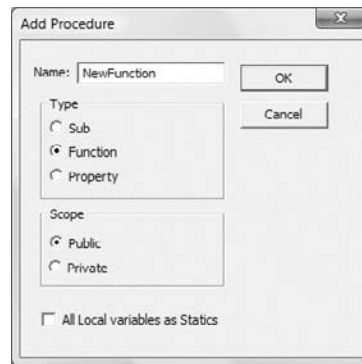 Add Procedure
Name: NewFunction
OK
Cancel
Type
Sub
Function
Property
Scope
Public
Private
All Local variables as Statics